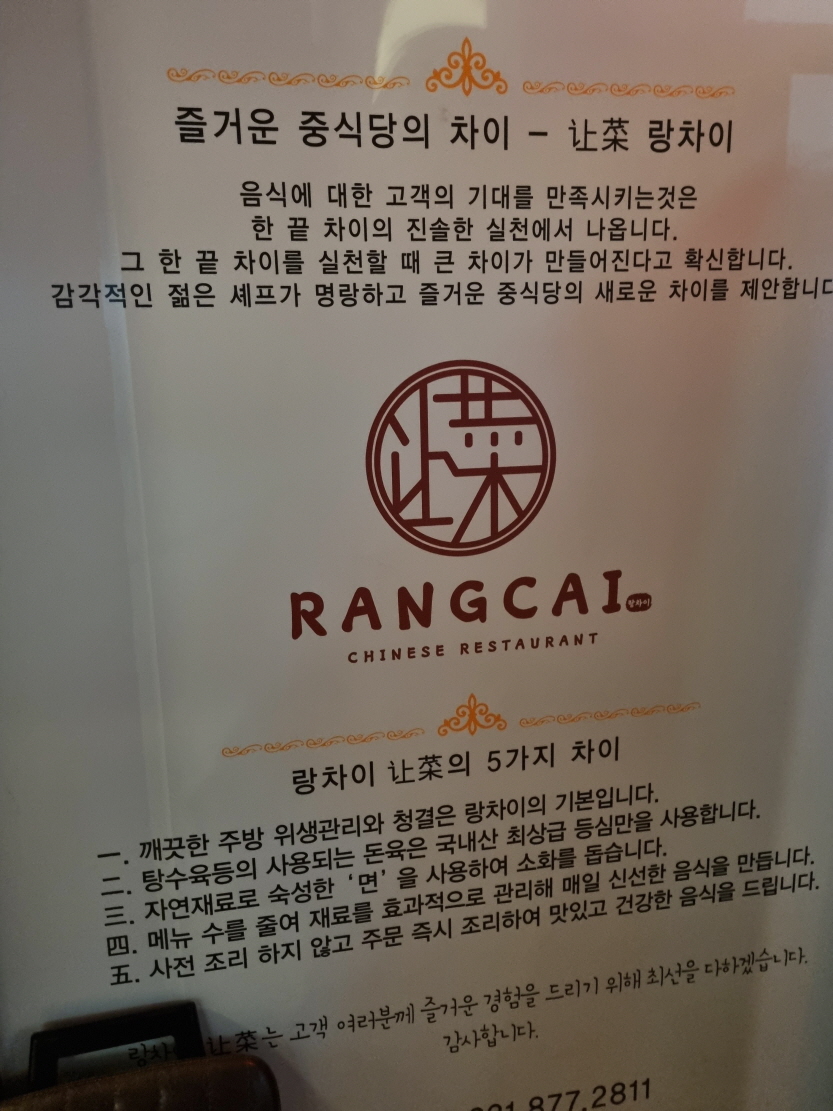 즐거운 중식당의 차이 – 让菜 랑차이
음식에 대한 고객의 기대를 만족시키는것은
한 끝 차이의 진솔한 실천에서 나옵니다.
그 한 끝 차이를 실천할 때 큰 차이가 만들어진다고 확신합니다.
감각적인 젊은 셰프가 명랑하고 즐거운 중식당의 새로운 차이를 제안합니다
让菜
RANGCAI 랑차이
CHINESE RESTAURANT
랑차이 让菜의 5가지 차이
一. 깨끗한 주방 위생관리와 청결은 랑차이의 기본입니다.
二. 탕수육등의 사용되는 돈육은 국내산 최상급 등심만을 사용합니다.
三. 자연재료로 숙성한 '면' 을 사용하여 소화를 돕습니다.
四. 메뉴 수를 줄여 재료를 효과적으로 관리해 매일 신선한 음식을 만듭니다.
五. 사전 조리 하지 않고 주문 즉시 조리하여 맛있고 건강한 음식을 드립니다.
让菜는 고객 여러분께 즐거운 경험을 드리기 위해 최선을 다하겠습니다.
감사합니다.
877.2811